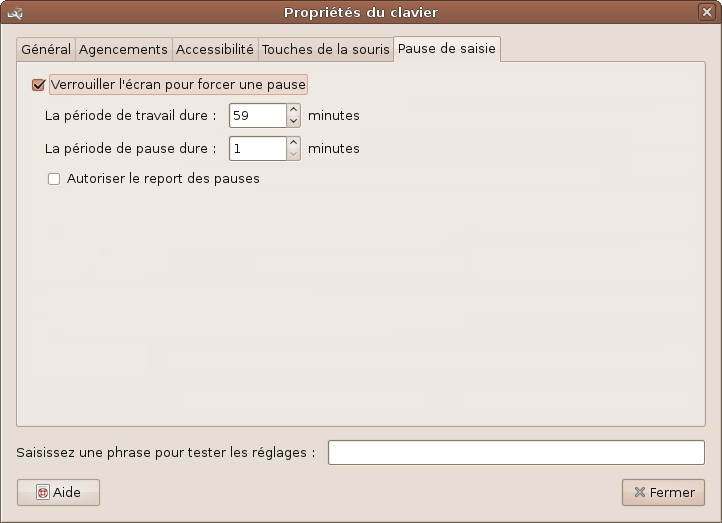 Propriétés du clavier
Général Agencements Accessibilité Touches de la souris Pause de saisie
Verrouiller l'écran pour forcer une pause
La période de travail dure : 59 minutes
La période de pause dure : 1 minutes
Autoriser le report des pauses
Saisissez une phrase pour tester les réglages :
Aide Fermer